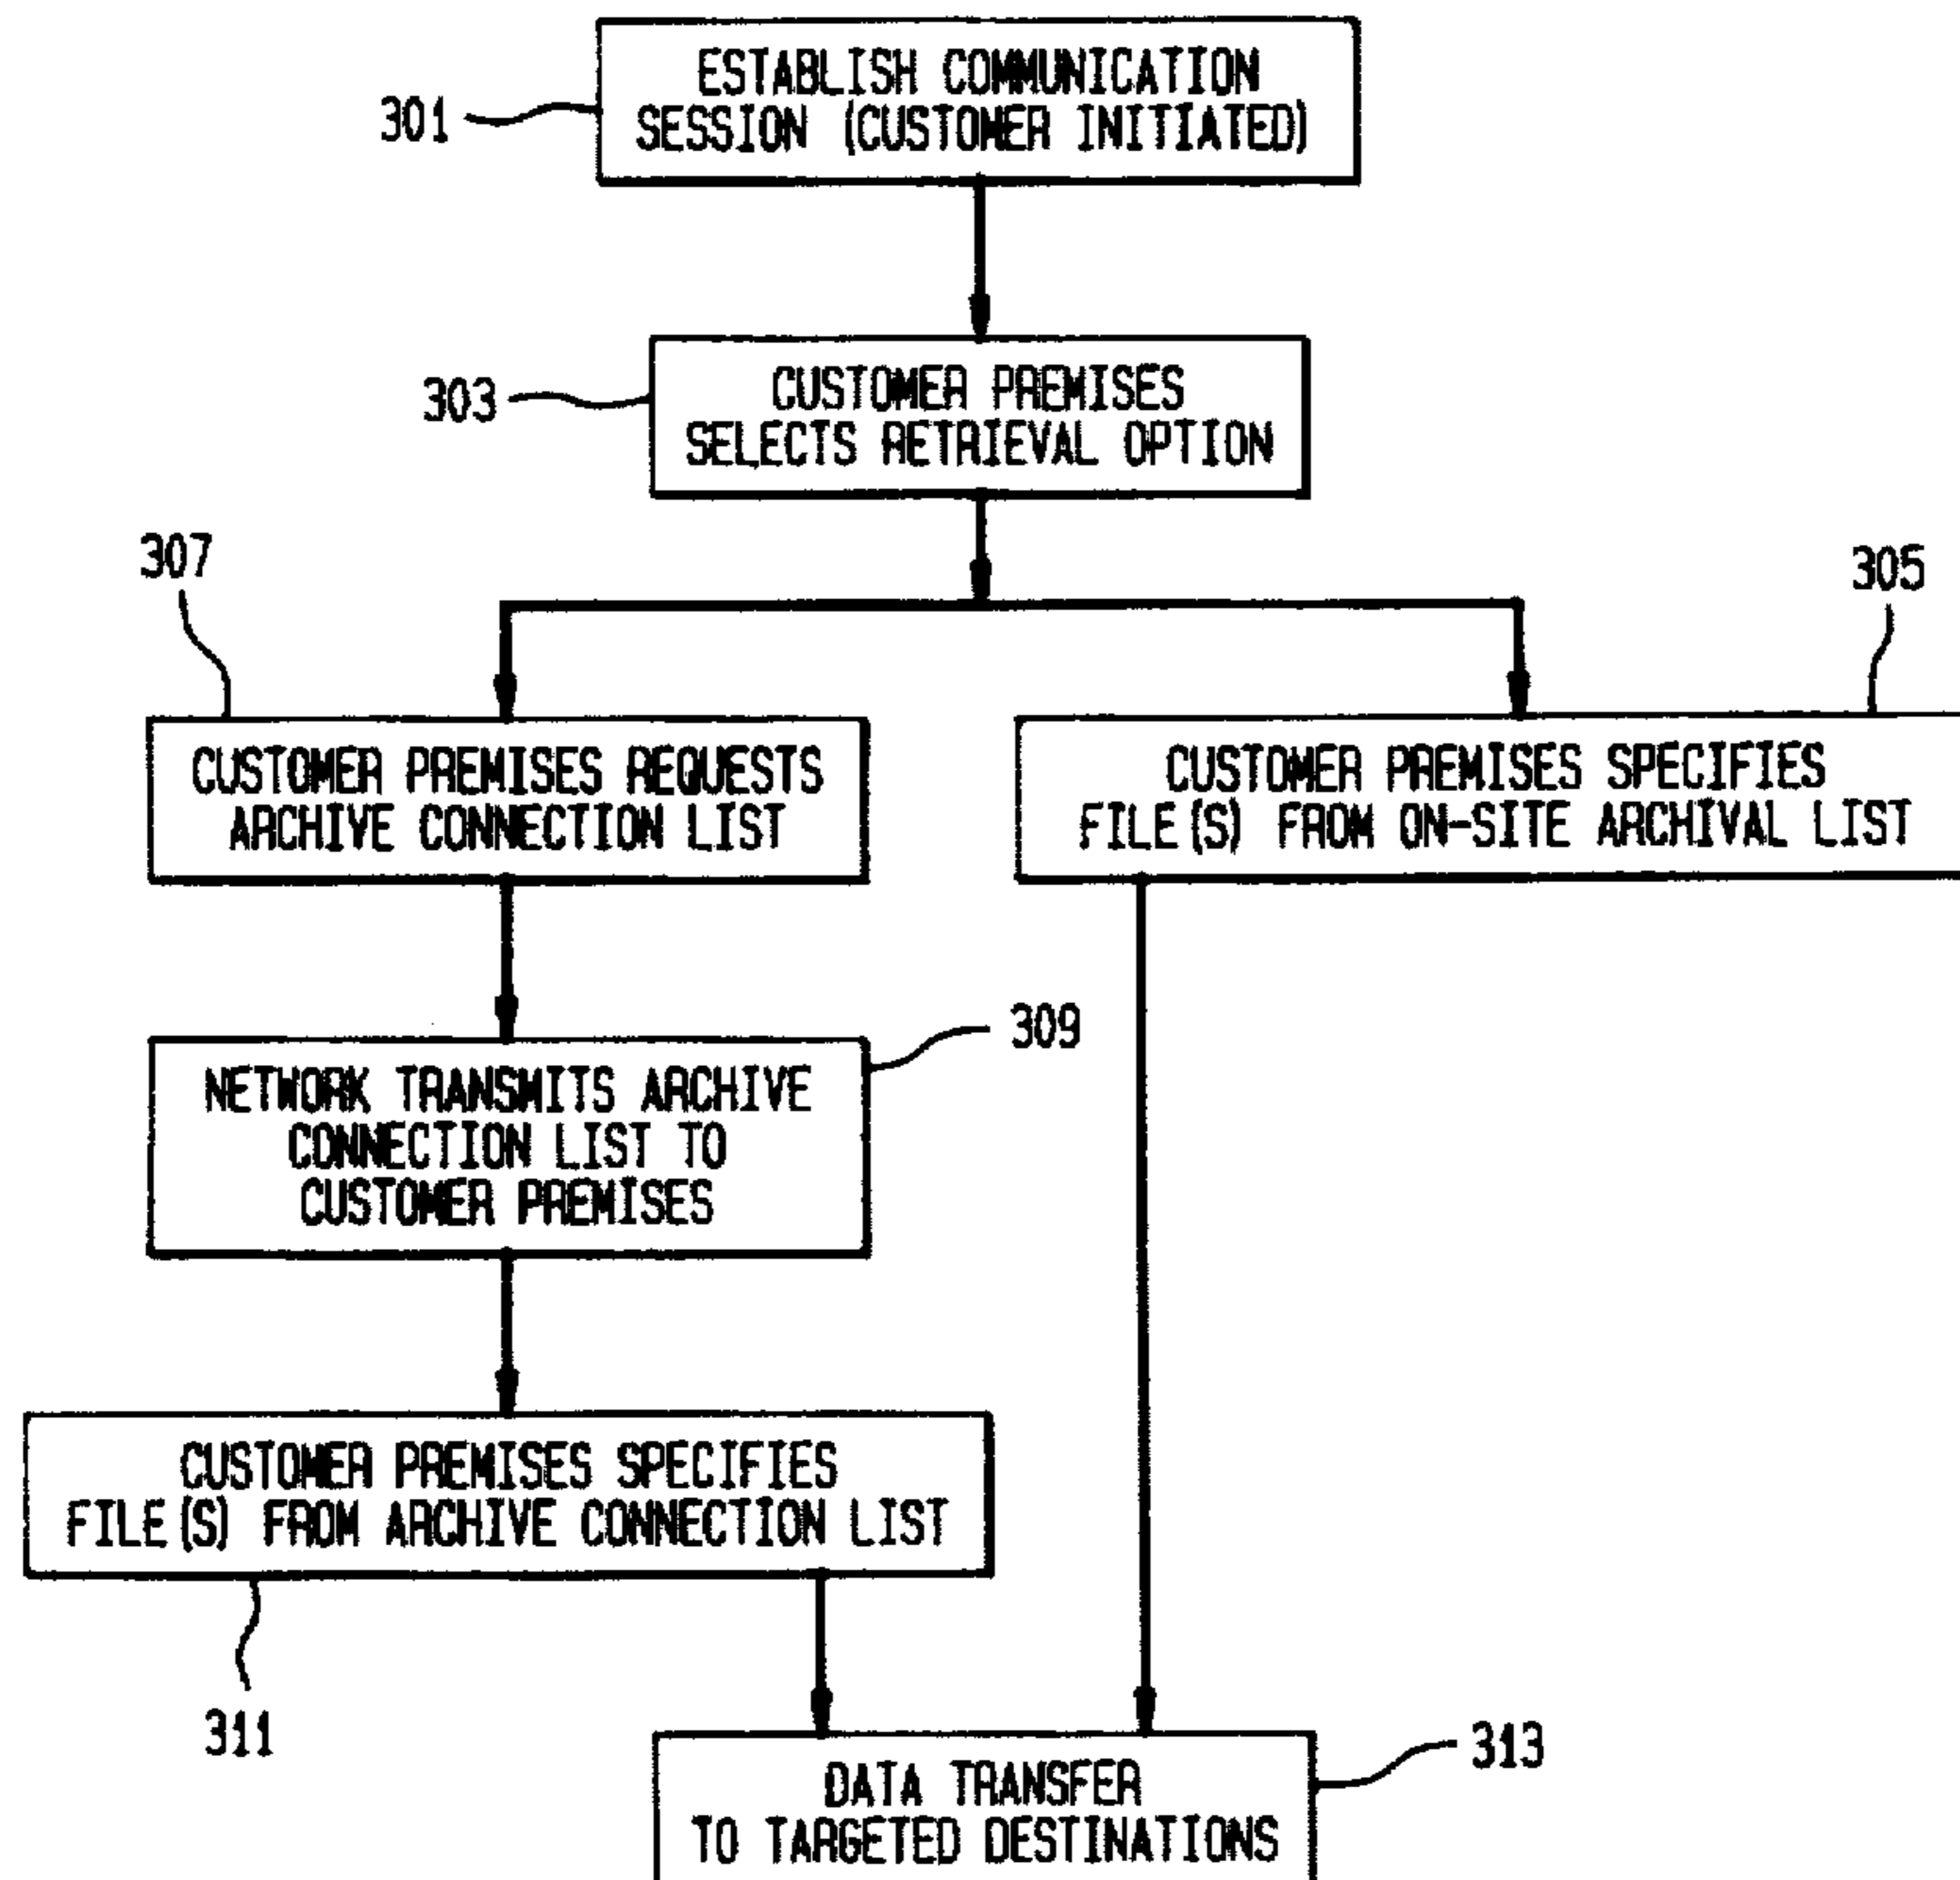 ESTABLISH COMMUNICATION
SESSION (CUSTOMER INITIATED)
301
CUSTOMER PREMISES
SELECTS RETRIEVAL OPTION
303
307
305
CUSTOMER PREMISES REQUESTS
ARCHIVE CONNECTION LIST
CUSTOMER PREMISES SPECIFIES
FILE(S) FROM ON-SITE ARCHIVAL LIST
309
NETWORK TRANSMITS ARCHIVE
CONNECTION LIST TO
CUSTOMER PREMISES
CUSTOMER PREMISES SPECIFIES
FILE(S) FROM ARCHIVE CONNECTION LIST
311
313
DATA TRANSFER
TO TARGETED DESTINATIONS